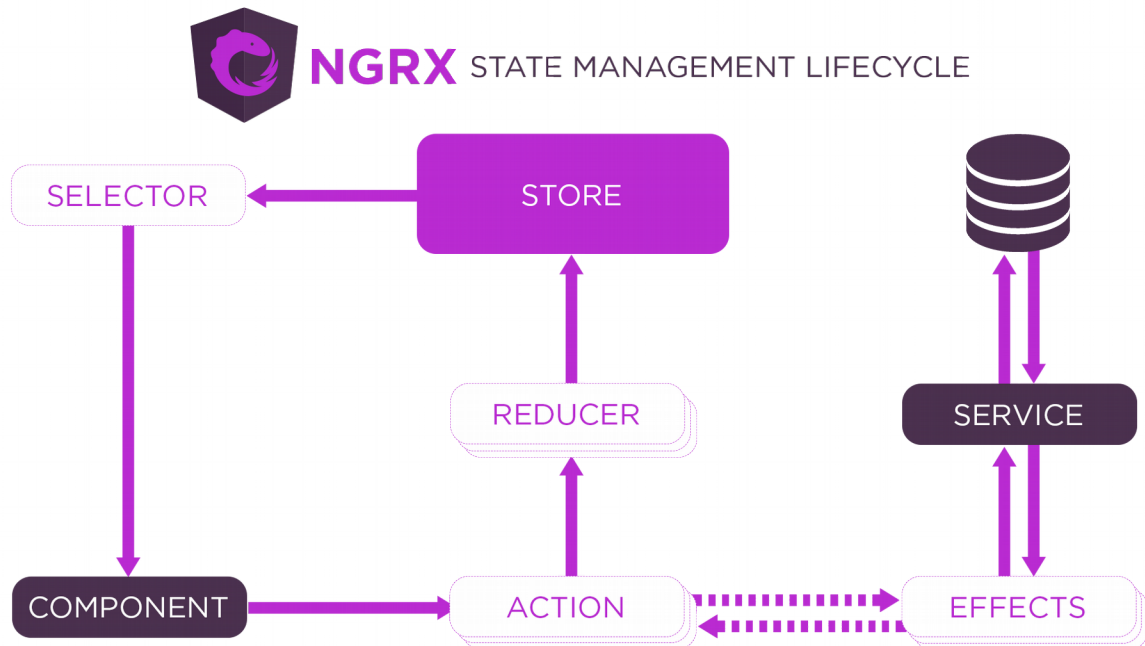 NGRX STATE MANAGEMENT LIFECYCLE
SELECTOR
STORE
REDUCER
SERVICE
COMPONENT
ACTION
EFFECTS